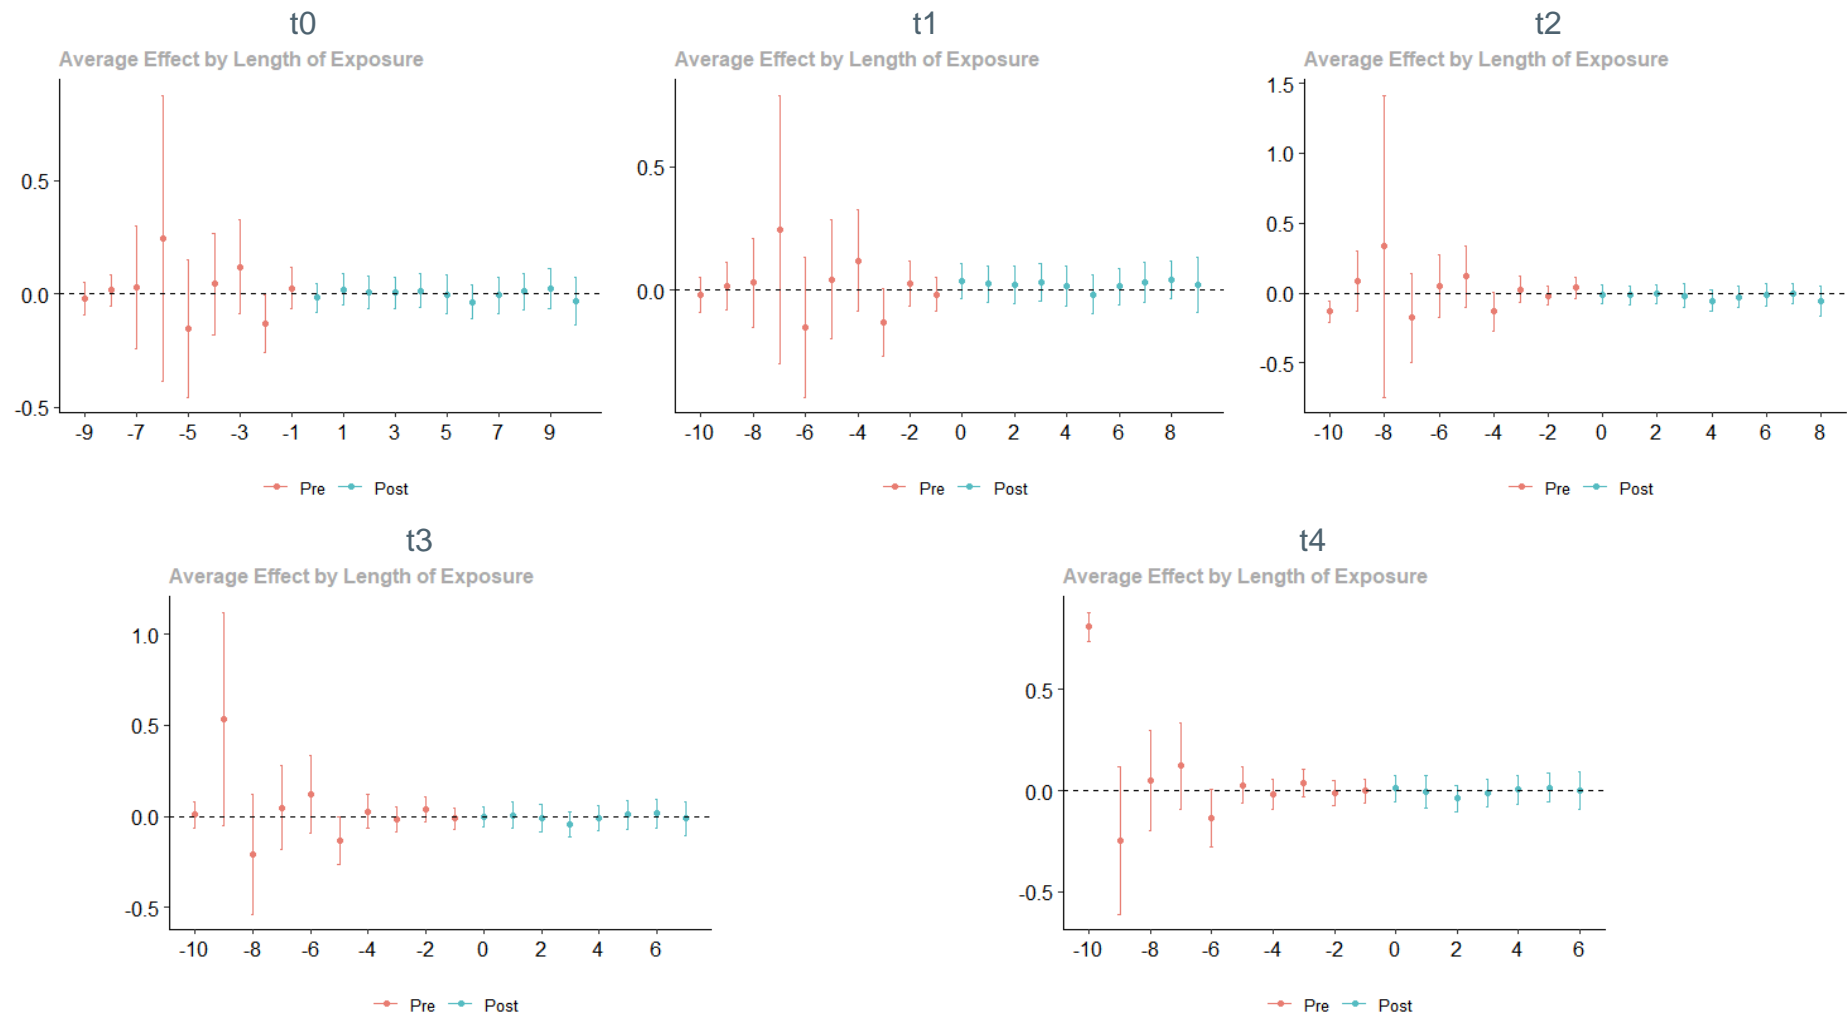 t0
Average Effect by Length of Exposure
0.5
0.0
-0.5
-9 -7 -5 -3 -1 1 3 5 7 9
Pre Post
t1
Average Effect by Length of Exposure
0.5
0.0
-10 -8 -6 -4 -2 0 2 4 6 8
Pre Post
t2
Average Effect by Length of Exposure
1.5
1.0
0.5
0.0
-0.5
-10 -8 -6 -4 -2 0 2 4 6 8
Pre Post
t3
Average Effect by Length of Exposure
1.0
0.5
0.0
-0.5
-10 -8 -6 -4 -2 0 2 4 6
Pre Post
t4
Average Effect by Length of Exposure
0.5
0.0
-0.5
-10 -8 -6 -4 -2 0 2 4 6
Pre Post